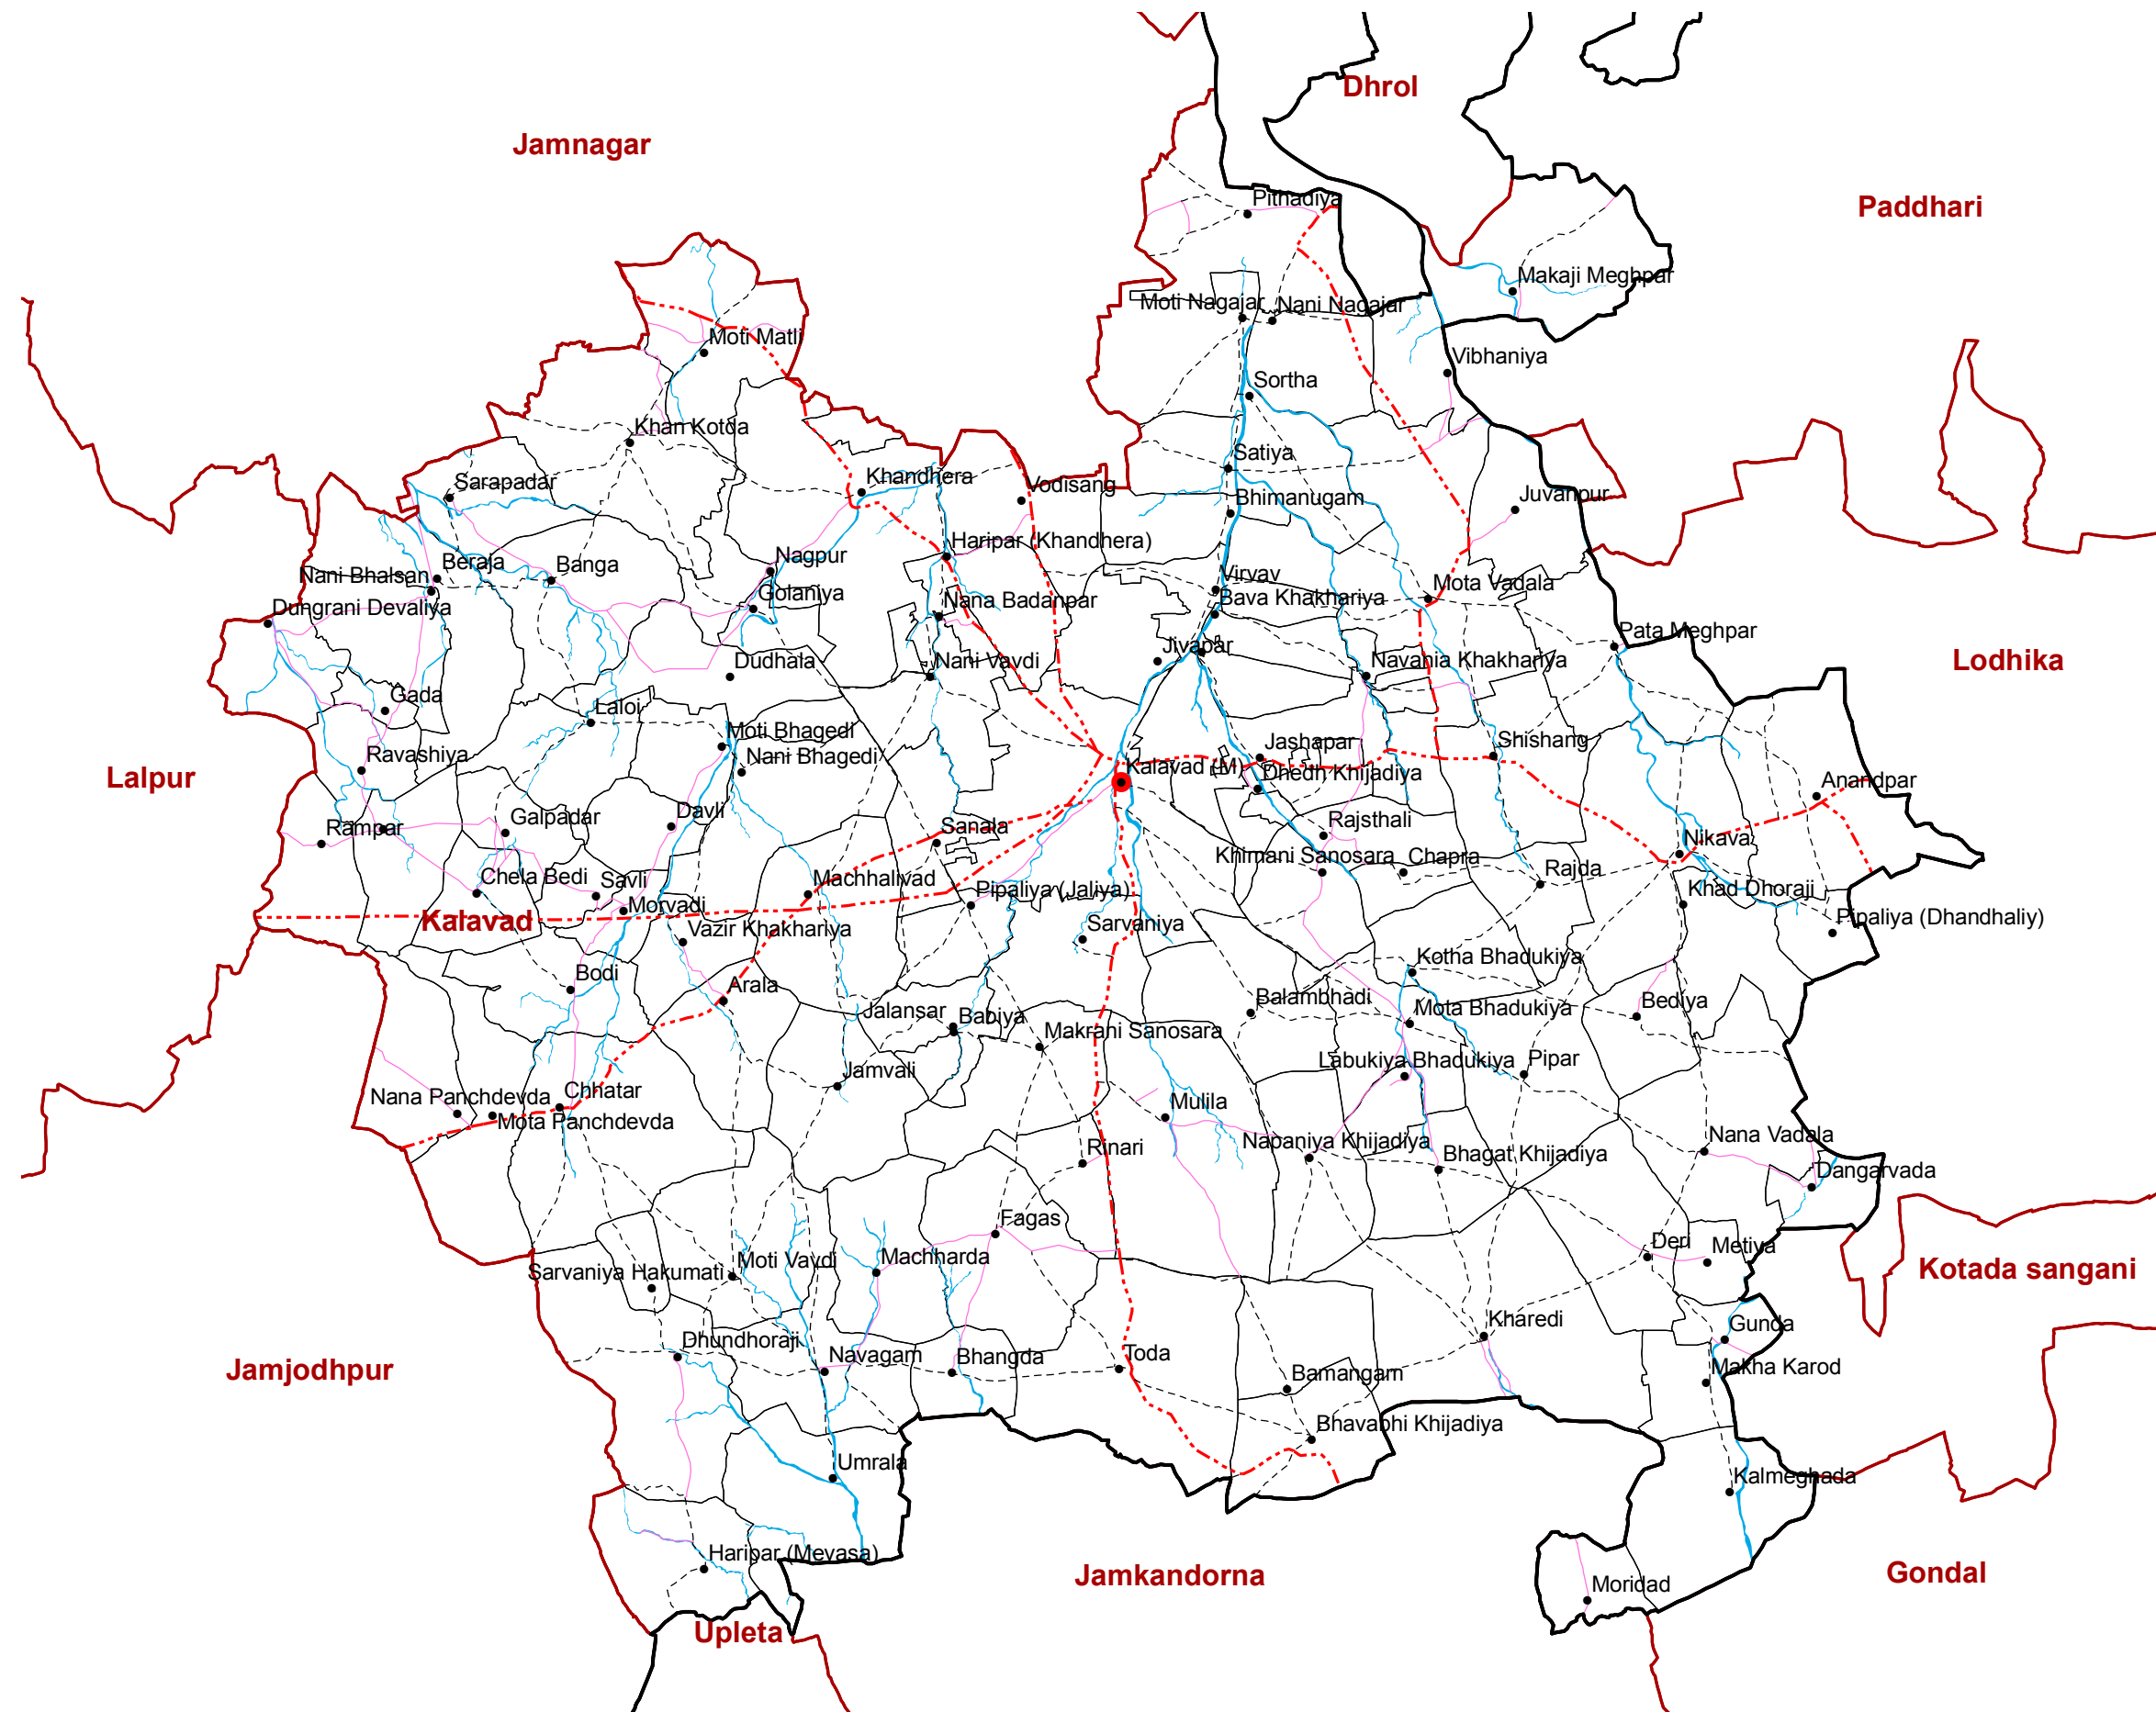 Dhrol
Jamnagar
Paddhari
Pithadiya
Makaji Meghpar
Moti Nagajar
Nani Nagajar
Moti Matli
Vibhaniya
Sortha
Khan Kotda
Satiya
Khandhera
Sarapadar
Vodisang
Bhimanugam
Juvanpur
Haripar (Khandhera)
Nagpur
Beraja
Banga
Nani Bhalsan
Virvav
Mota Vadala
Golaniya
Nana Badanpar
Bava Khakhariya
Dungrani Devaliya
Pata Meghpar
Jivapar
Dudhala
Nani Vavdi
Navania Khakhariya
Lodhika
Gada
Laloi
Moti Bhagedi
Jashapar
Shishang
Ravashiya
Nani Bhagedi
Kalavad (M)
Dhedh Khijadiya
Lalpur
Anandpar
Davli
Galpadar
Rampar
Sanala
Rajsthali
Nikava
Khimani Sanosara
Chapra
Rajda
Chela Bedi
Savli
Machhalivad
Pipaliya (Jaliya)
Khad Dhoraji
Morvadi
Kalavad
Vazir Khakhariya
Sarvaniya
Pipaliya (Dhandhaliy)
Kotha Bhadukiya
Bodi
Arala
Balambhadi
Bediya
Jalansar
Babiya
Mota Bhadukiya
Makrani Sanosara
Labukiya Bhadukiya
Pipar
Jamvali
Chhatar
Nana Panchdevda
Mota Panchdevda
Mulila
Nana Vadala
Rinari
Napaniya Khijadiya
Bhagat Khijadiya
Dangarvada
Fagas
Deri
Metiya
Moti Vavdi
Machharda
Sarvaniya Hakumati
Kotada sangani
Kharedi
Gunda
Dhundhoraji
Navagam
Bhangda
Toda
Jamjodhpur
Makha Karod
Bamangam
Bhavabhi Khijadiya
Umrala
Kalmeghada
Haripar (Mevasa)
Jamkandorna
Moridad
Gondal
Upleta